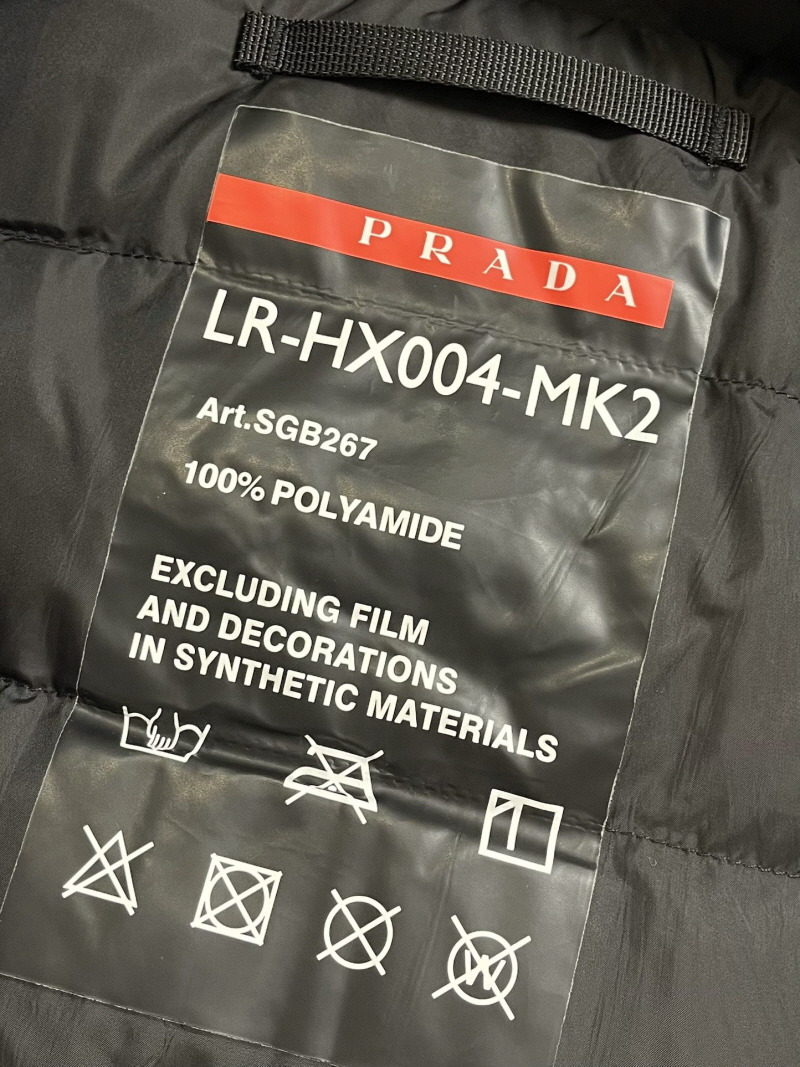 PRADA
LR-HX004-MK2
Art.SGB267
100% POLYAMIDE
EXCLUDING FILM
AND DECORATIONS
IN SYNTHETIC MATERIALS
W